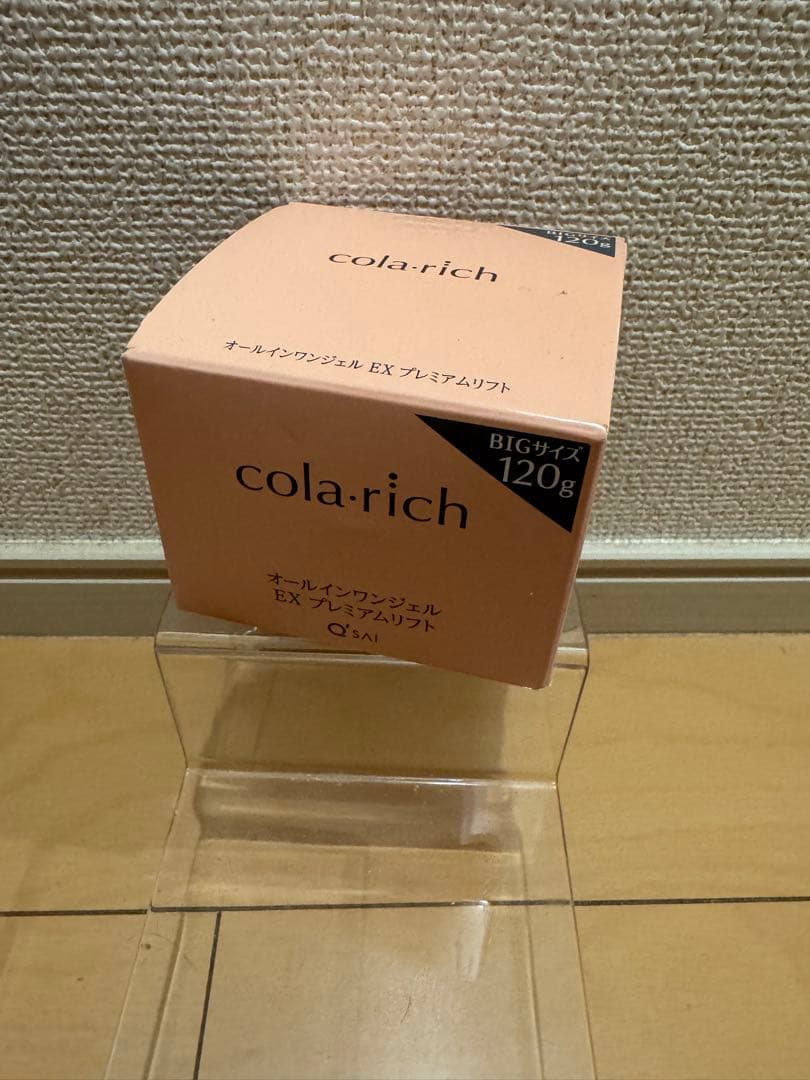 BIGサイズ
120g
cola·rich
オールインワンジェル EX プレミアムリフト
BIGサイズ
120g
cola·rich
オールインワンジェル
EX プレミアムリフト
Q'SAI